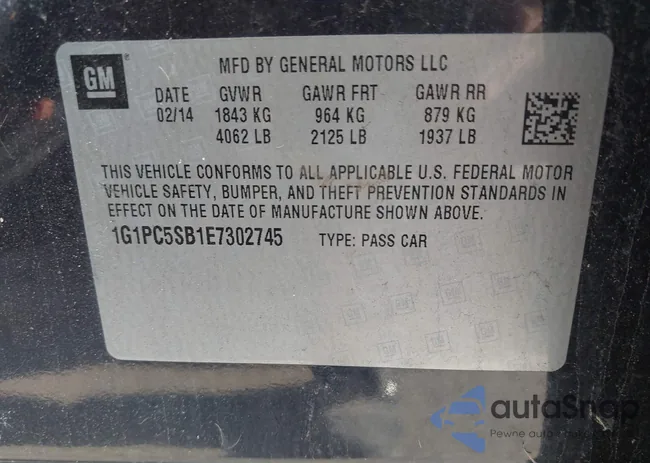 GM
MFD BY GENERAL MOTORS LLC
DATE GVWR GAWR FRT GAWR RR
02/14 1843 KG 964 KG 879 KG
4062 LB 2125 LB 1937 LB
THIS VEHICLE CONFORMS TO ALL APPLICABLE U.S. FEDERAL MOTOR
VEHICLE SAFETY, BUMPER, AND THEFT PREVENTION STANDARDS IN
EFFECT ON THE DATE OF MANUFACTURE SHOWN ABOVE.
1G1PC5SB1E7302745 TYPE: PASS CAR
autaSnap